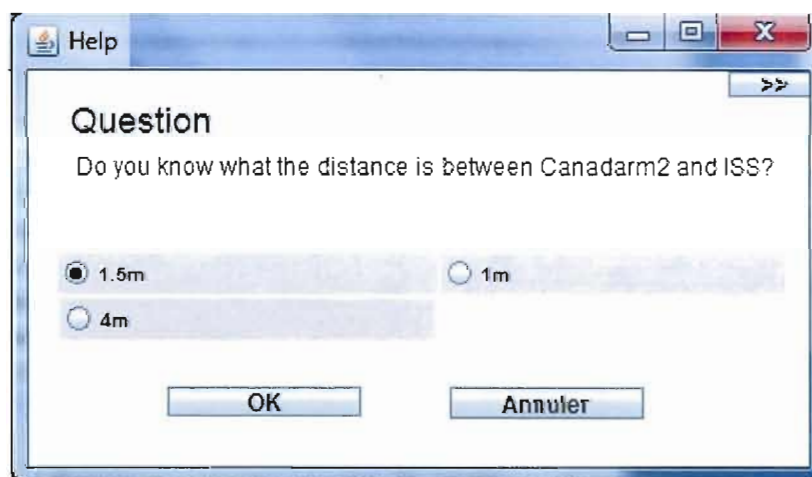 Help
>>
Question
Do you know what the distance is between Canadarm2 and ISS?
1.5m
1m
4m
OK
Annuler